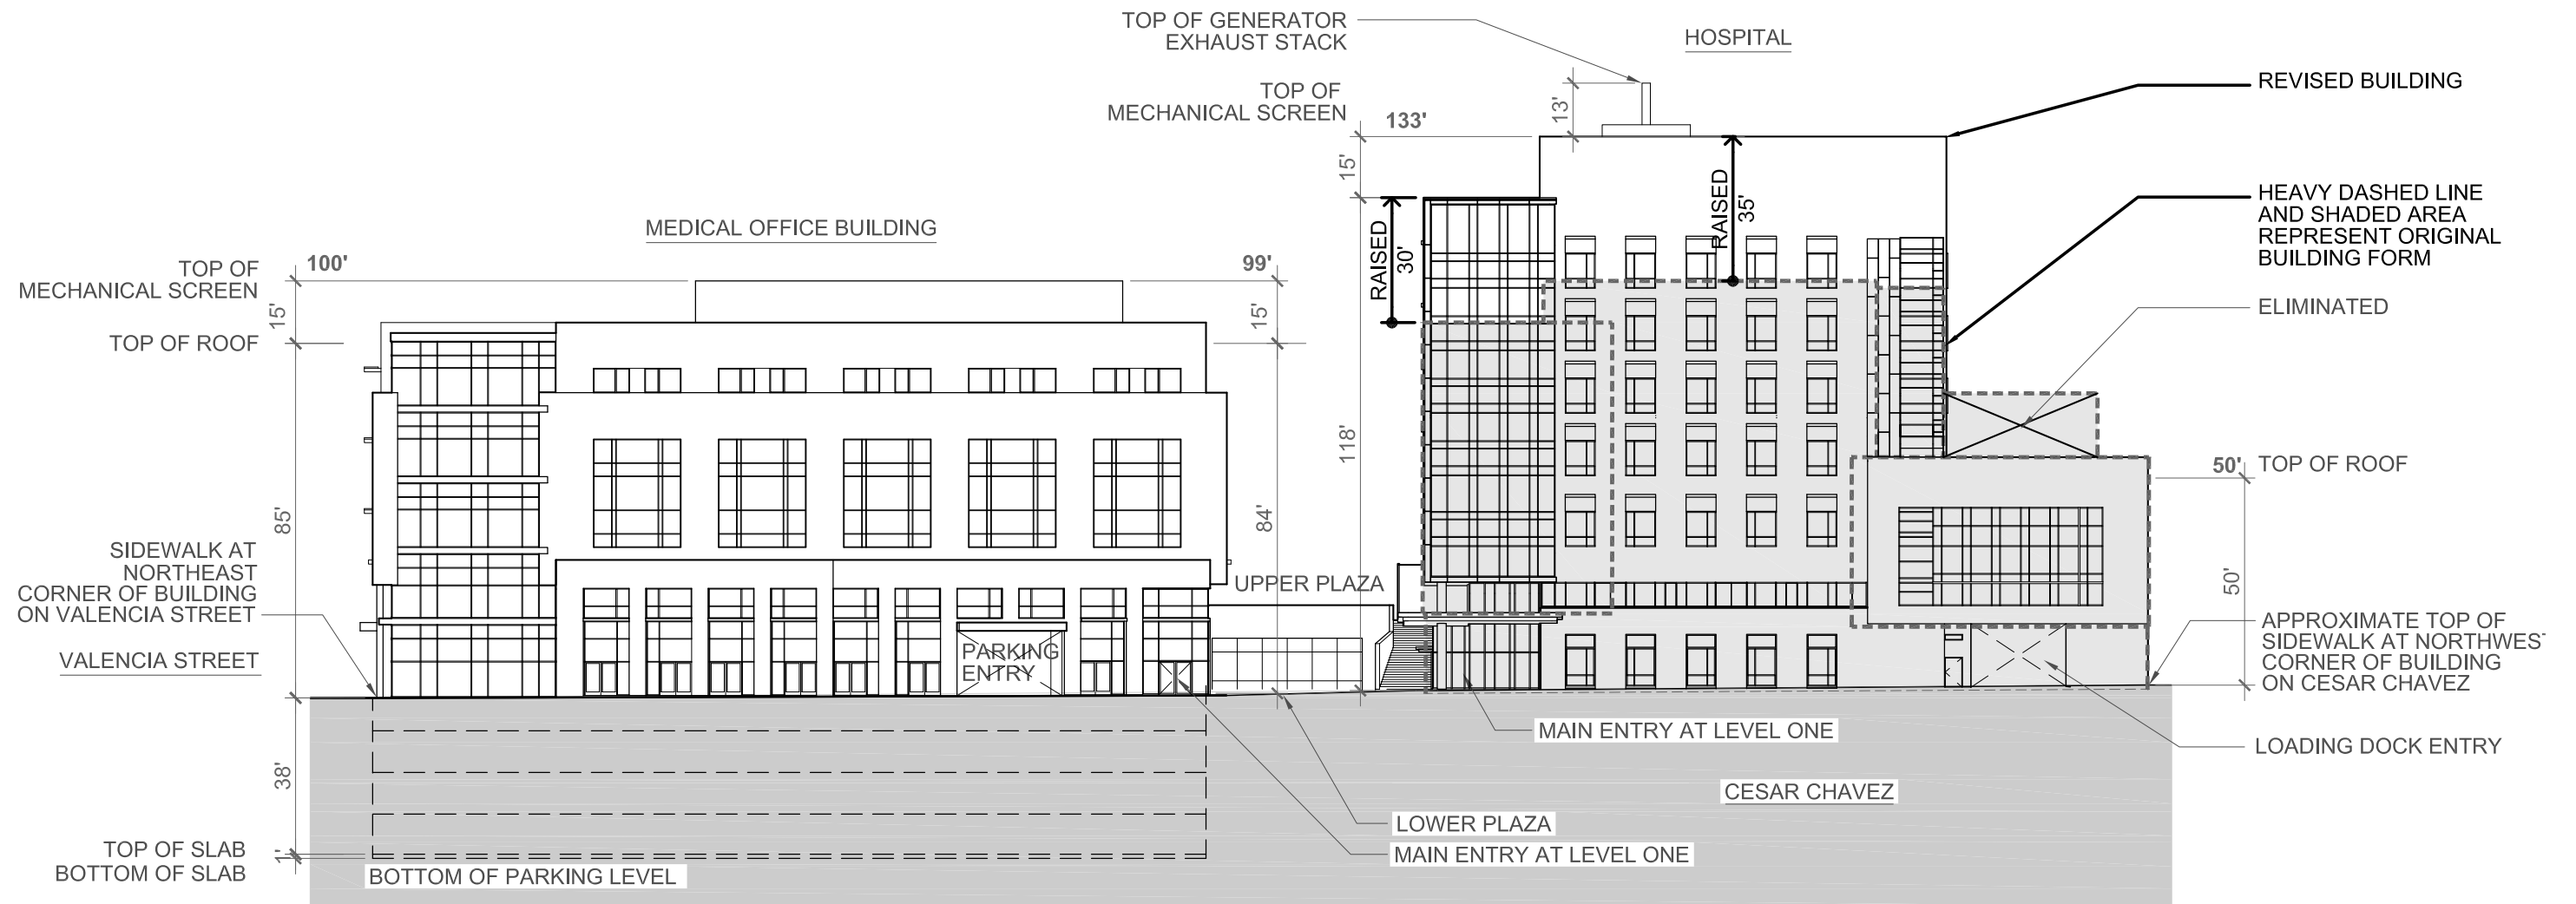 TOP OF GENERATOR
EXHAUST STACK
HOSPITAL
REVISED BUILDING
TOP OF
MECHANICAL SCREEN
133'
13'
15'
RAISED
35'
RAISED
30'
118'
HEAVY DASHED LINE
AND SHADED AREA
REPRESENT ORIGINAL
BUILDING FORM
ELIMINATED
50'
TOP OF ROOF
50'
APPROXIMATE TOP OF
SIDEWALK AT NORTHWES
CORNER OF BUILDING
ON CESAR CHAVEZ
LOADING DOCK ENTRY
MEDICAL OFFICE BUILDING
TOP OF
MECHANICAL SCREEN
100'
99'
15'
15'
TOP OF ROOF
85'
84'
SIDEWALK AT
NORTHEAST
CORNER OF BUILDING
ON VALENCIA STREET
VALENCIA STREET
UPPER PLAZA
PARKING
ENTRY
38'
TOP OF SLAB
1'
BOTTOM OF SLAB
BOTTOM OF PARKING LEVEL
MAIN ENTRY AT LEVEL ONE
CESAR CHAVEZ
LOWER PLAZA
MAIN ENTRY AT LEVEL ONE